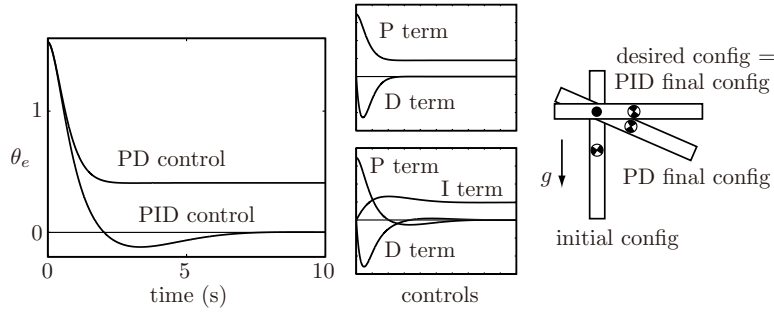 1
θe
0
PD control
PID control
0
5
10
time (s)
P term
D term
P term
I term
D term
controls
desired config =
PID final config
g
PD final config
initial config